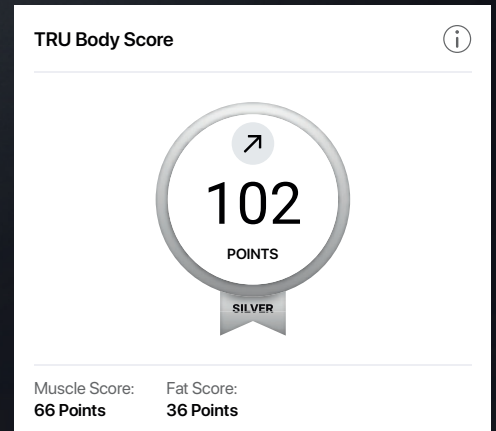 TRU Body Score
102
POINTS
SILVER
Muscle Score: Fat Score:
66 Points 36 Points